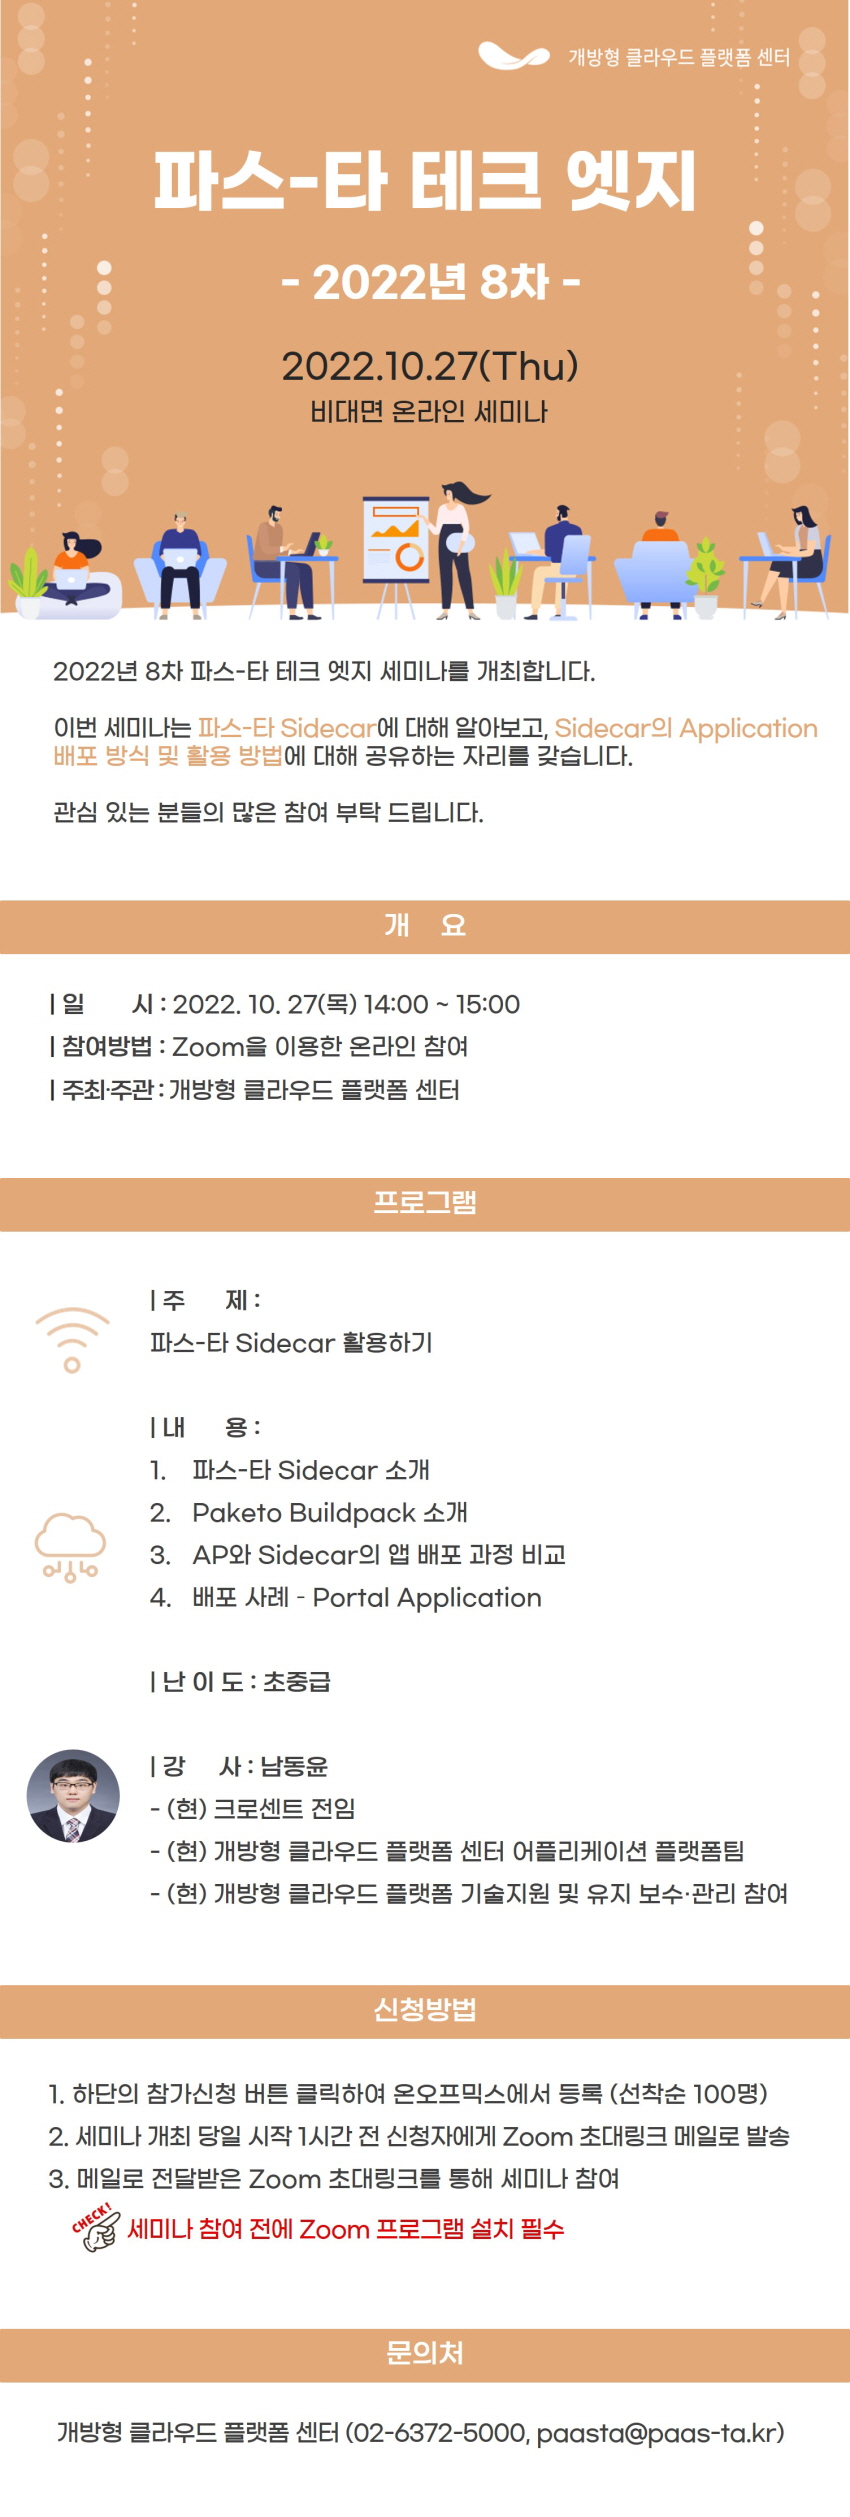 개방형 클라우드 플랫폼 센터
파스-타 테크 엣지
- 2022년 8차 -
2022.10.27(Thu)
비대면 온라인 세미나
2022년 8차 파스-타 테크 엣지 세미나를 개최합니다.
이번 세미나는 파스-타 Sidecar에 대해 알아보고, Sidecar의 Application
배포 방식 및 활용 방법에 대해 공유하는 자리를 갖습니다.
관심 있는 분들의 많은 참여 부탁 드립니다.
개 요
| 일 시 : 2022. 10. 27(목) 14:00 ~ 15:00
| 참여방법 : Zoom을 이용한 온라인 참여
| 주최·주관 : 개방형 클라우드 플랫폼 센터
프로그램
| 주 제 :
파스-타 Sidecar 활용하기
| 내 용 :
1. 파스-타 Sidecar 소개
2. Paketo Buildpack 소개
3. AP와 Sidecar의 앱 배포 과정 비교
4. 배포 사례 - Portal Application
| 난 이 도 : 초중급
| 강 사 : 남동윤
- (현) 크로센트 전임
- (현) 개방형 클라우드 플랫폼 센터 어플리케이션 플랫폼팀
- (현) 개방형 클라우드 플랫폼 기술지원 및 유지 보수·관리 참여
신청방법
1. 하단의 참가신청 버튼 클릭하여 온오프믹스에서 등록 (선착순 100명)
2. 세미나 개최 당일 시작 1시간 전 신청자에게 Zoom 초대링크 메일로 발송
3. 메일로 전달받은 Zoom 초대링크를 통해 세미나 참여
CHECK!
세미나 참여 전에 Zoom 프로그램 설치 필수
문의처
개방형 클라우드 플랫폼 센터 (02-6372-5000, paasta@paas-ta.kr)